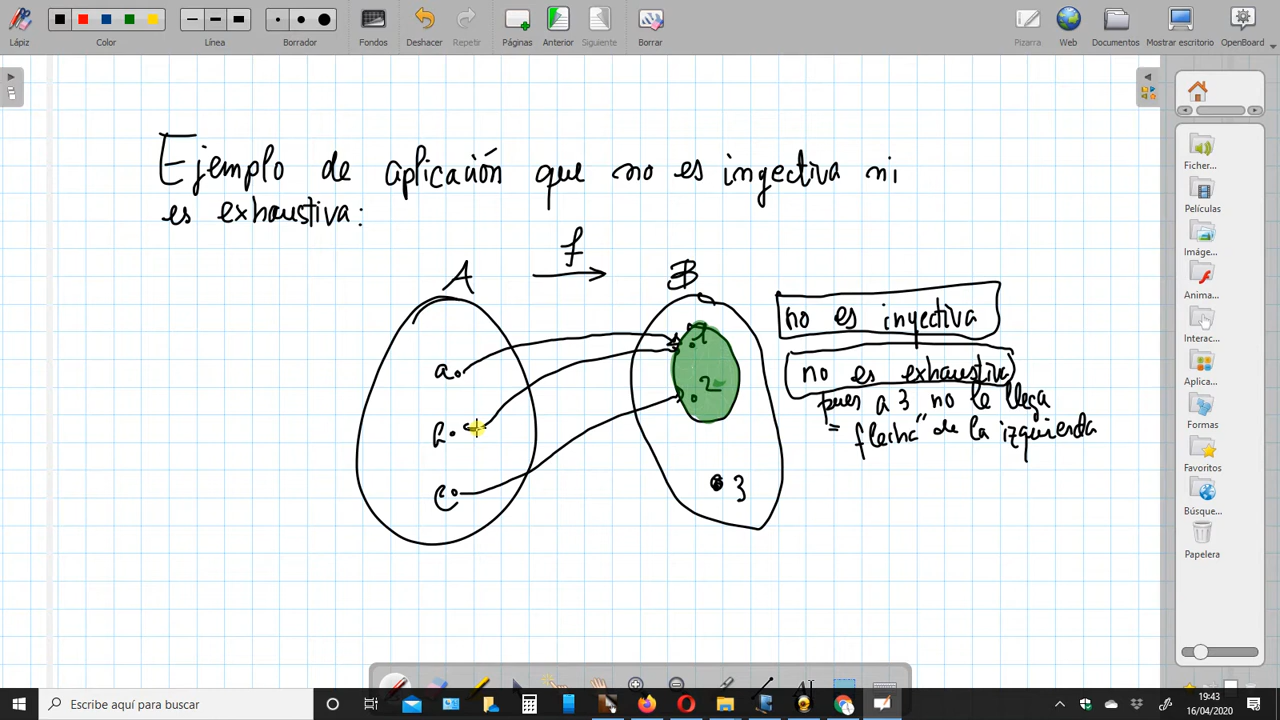 Lápiz
Color
Línea
Borrador
Fondos
Deshacer
Repetir
Páginas
Anterior
Siguiente
Borrar
Pizarra
Web
Documentos
Mostrar escritorio
OpenBoard
Ejemplo de aplicación que no es inyectiva ni
es exhaustiva:
f
A
B
a
b
c
1
2
3
no es inyectiva
no es exhaustiva
pues a 3 no le llega
"flecha" de la izquierda
Ficher...
Películas
Imáge...
Anima...
Interac...
Aplica...
Formas
Favoritos
Búsque...
Papelera
Escribe aquí para buscar
19:43
16/04/2020